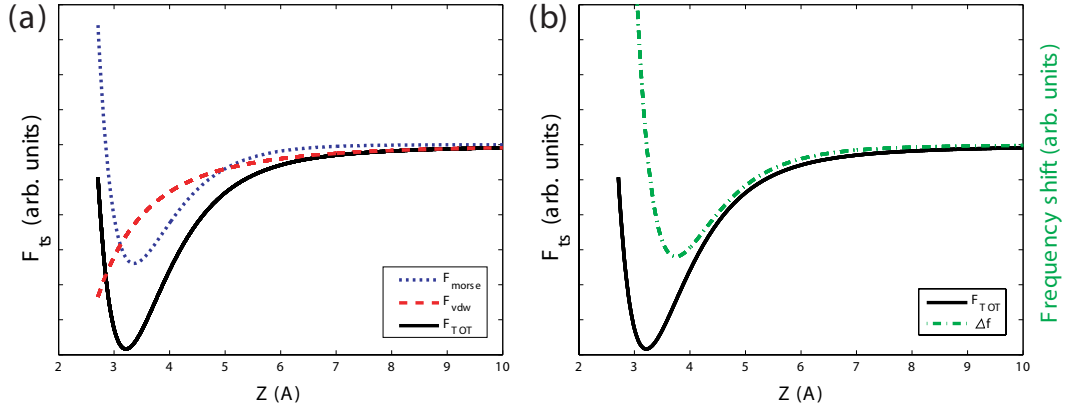 (a)
F_ts (arb. units)
F_morse
F_vdw
F_TOT
2 3 4 5 6 7 8 9 10
Z (A)
(b)
F_ts (arb. units)
F_TOT
Δf
2 3 4 5 6 7 8 9 10
Z (A)
Frequency shift (arb. units)